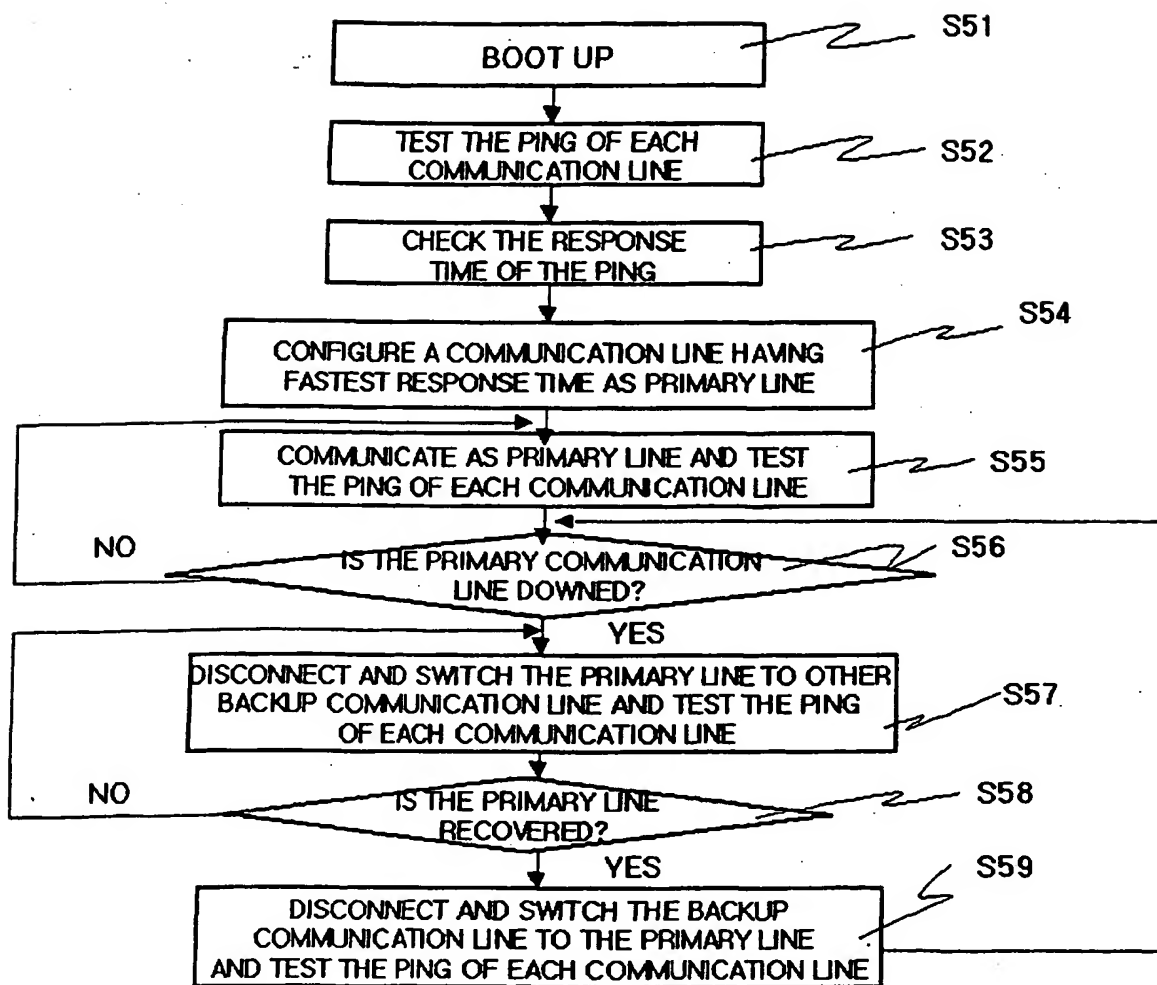 BOOT UP
S51
TEST THE PING OF EACH
COMMUNICATION LINE
S52
CHECK THE RESPONSE
TIME OF THE PING
S53
CONFIGURE A COMMUNICATION LINE HAVING
FASTEST RESPONSE TIME AS PRIMARY LINE
S54
COMMUNICATE AS PRIMARY LINE AND TEST
THE PING OF EACH COMMUNICATION LINE
S55
NO
IS THE PRIMARY COMMUNICATION
LINE DOWNED?
S56
YES
DISCONNECT AND SWITCH THE PRIMARY LINE TO OTHER
BACKUP COMMUNICATION LINE AND TEST THE PING
OF EACH COMMUNICATION LINE
S57
NO
IS THE PRIMARY LINE
RECOVERED?
S58
YES
DISCONNECT AND SWITCH THE BACKUP
COMMUNICATION LINE TO THE PRIMARY LINE
AND TEST THE PING OF EACH COMMUNICATION LINE
S59